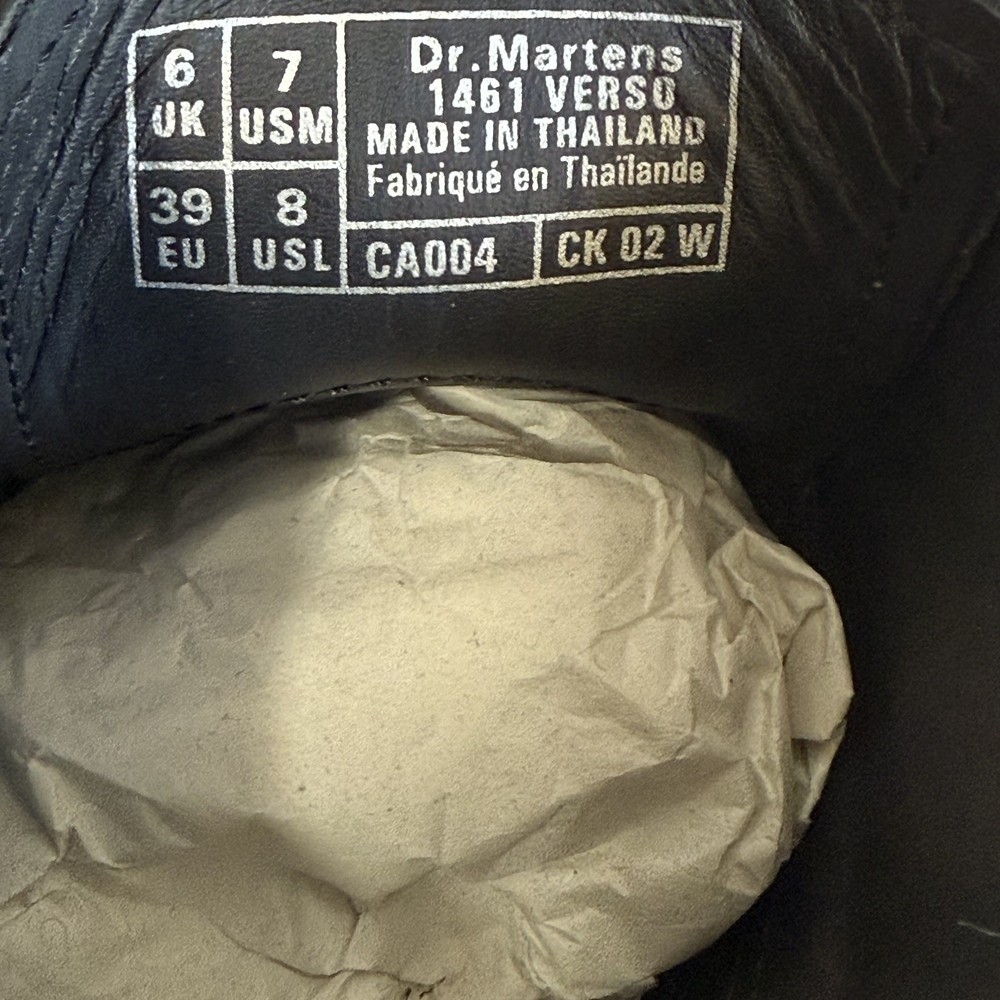 6
UK
7
USM
39
EU
8
USL
Dr.Martens
1461 VERSO
MADE IN THAILAND
Fabriqué en Thaïlande
CA004
CK 02 W